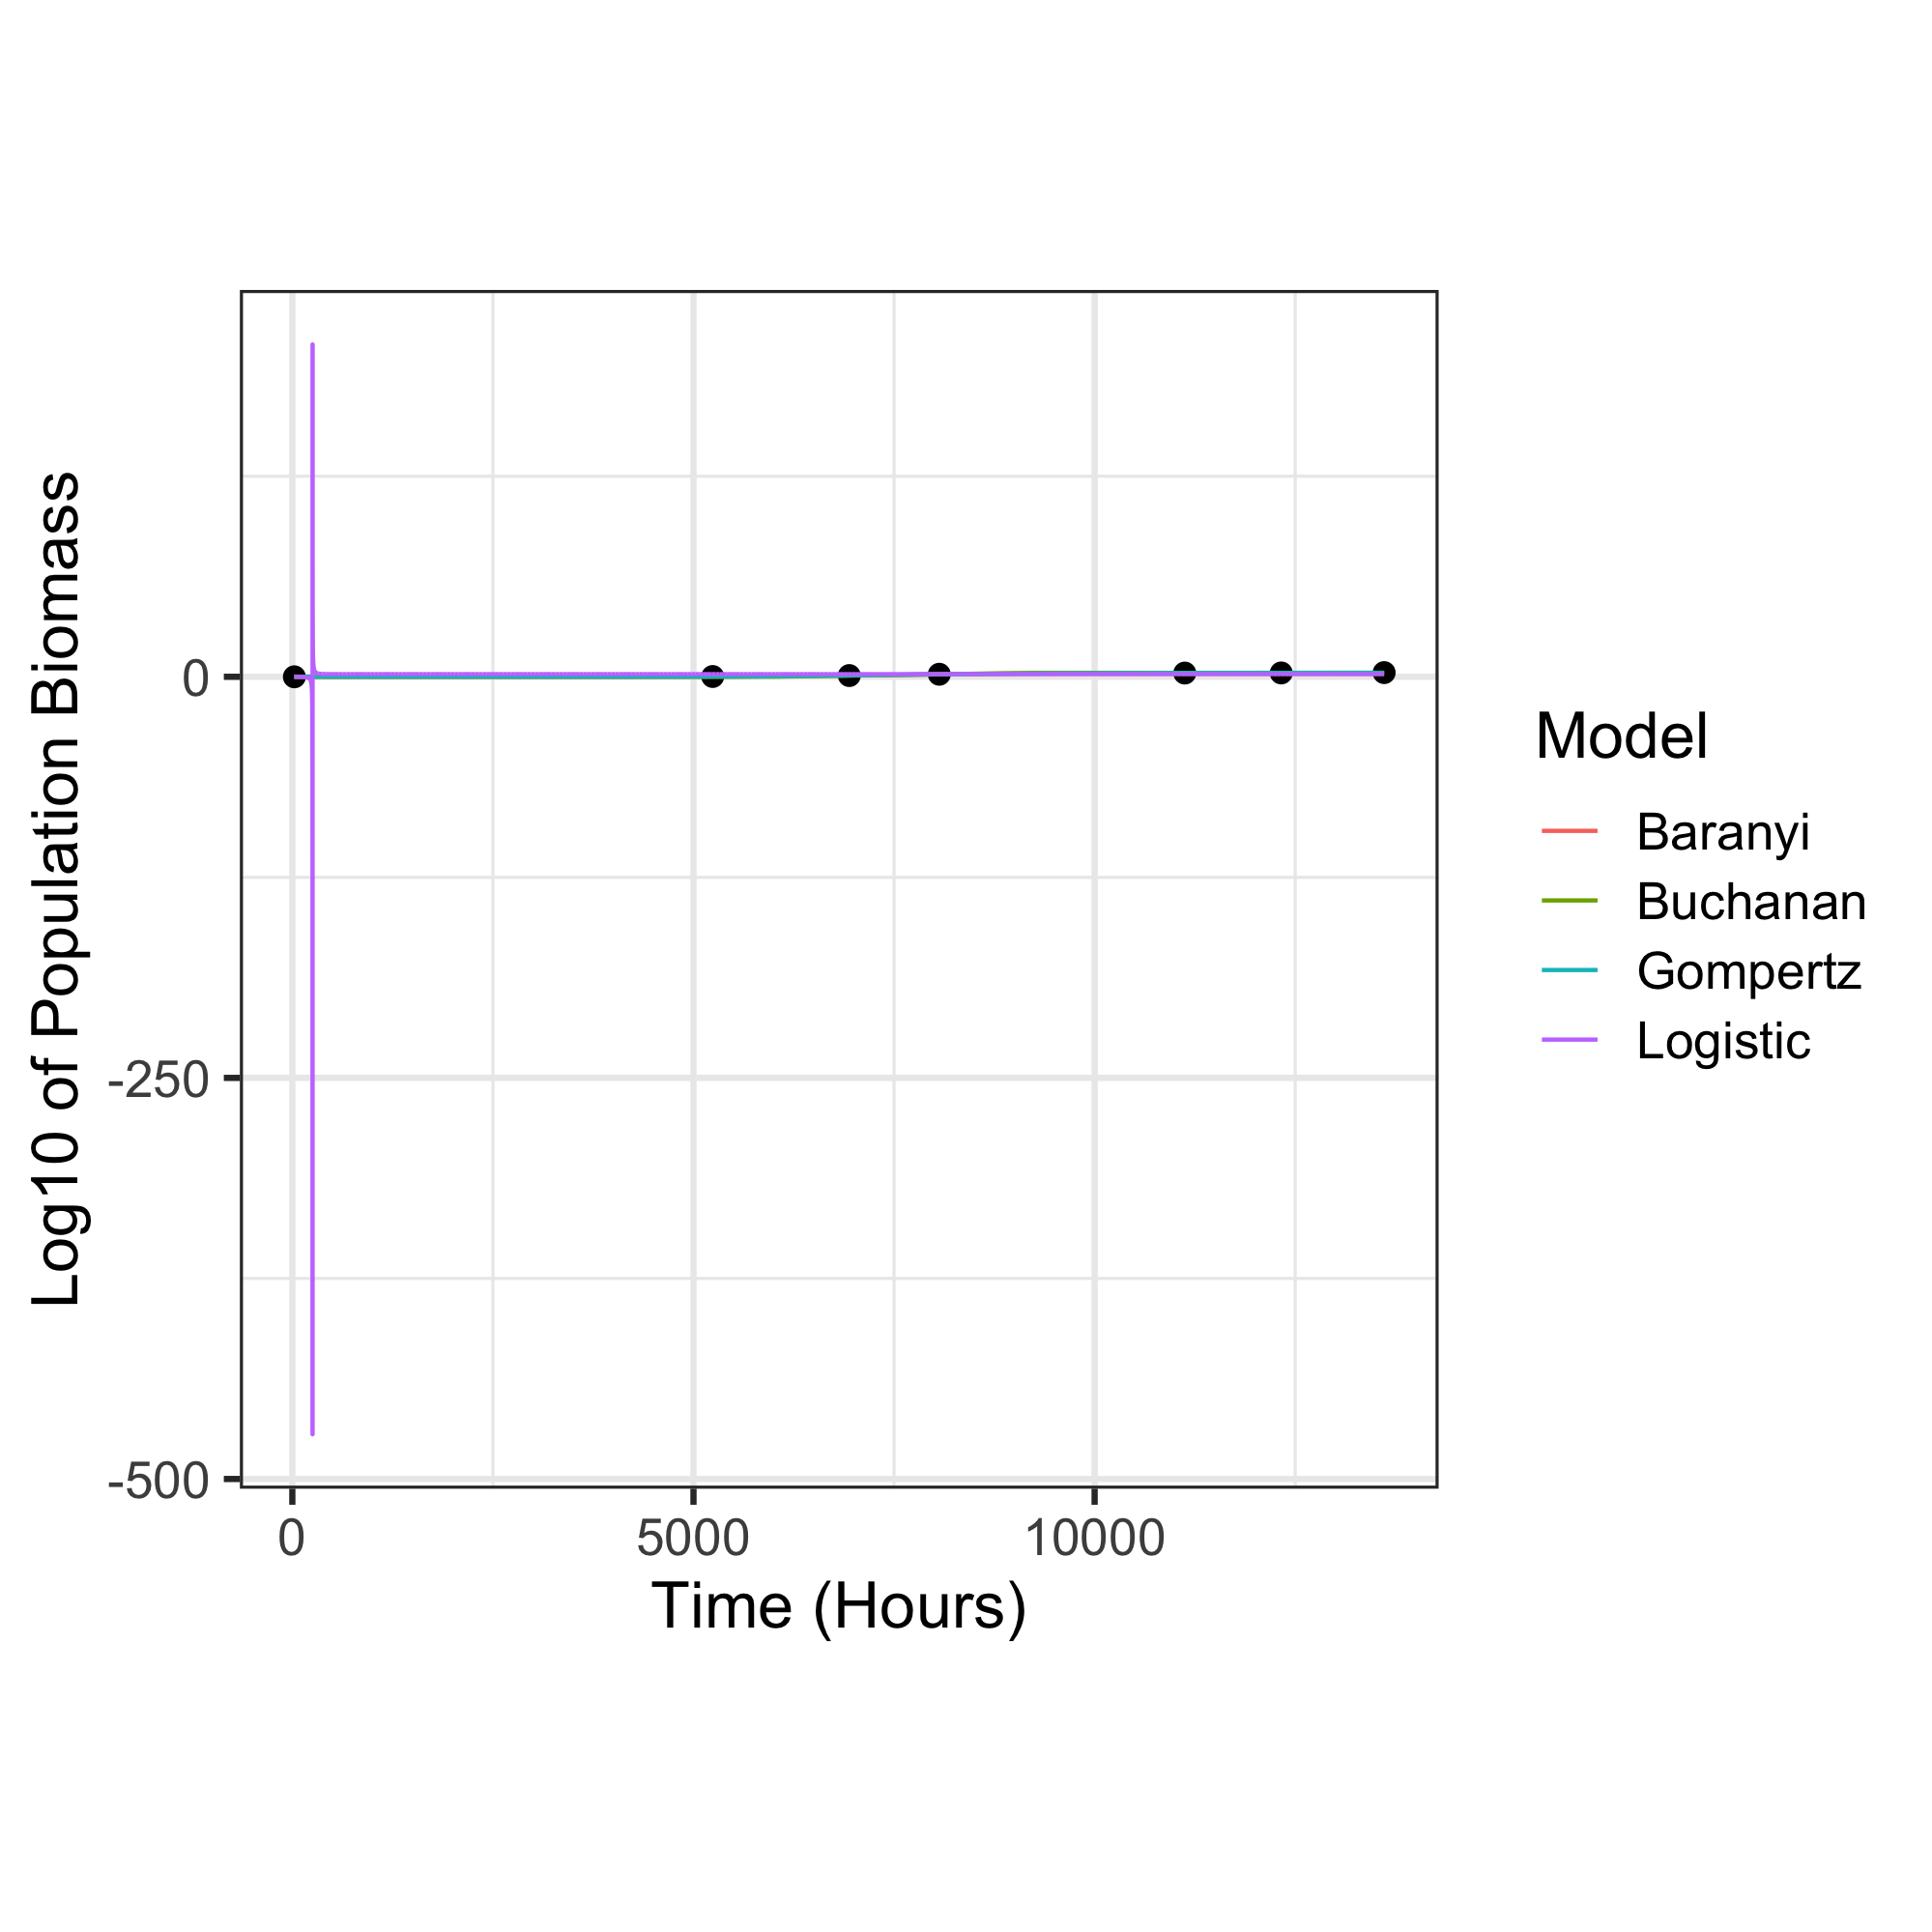 Log10 of Population Biomass
0
-250
-500
0
5000
10000
Time (Hours)
Model
Baranyi
Buchanan
Gompertz
Logistic